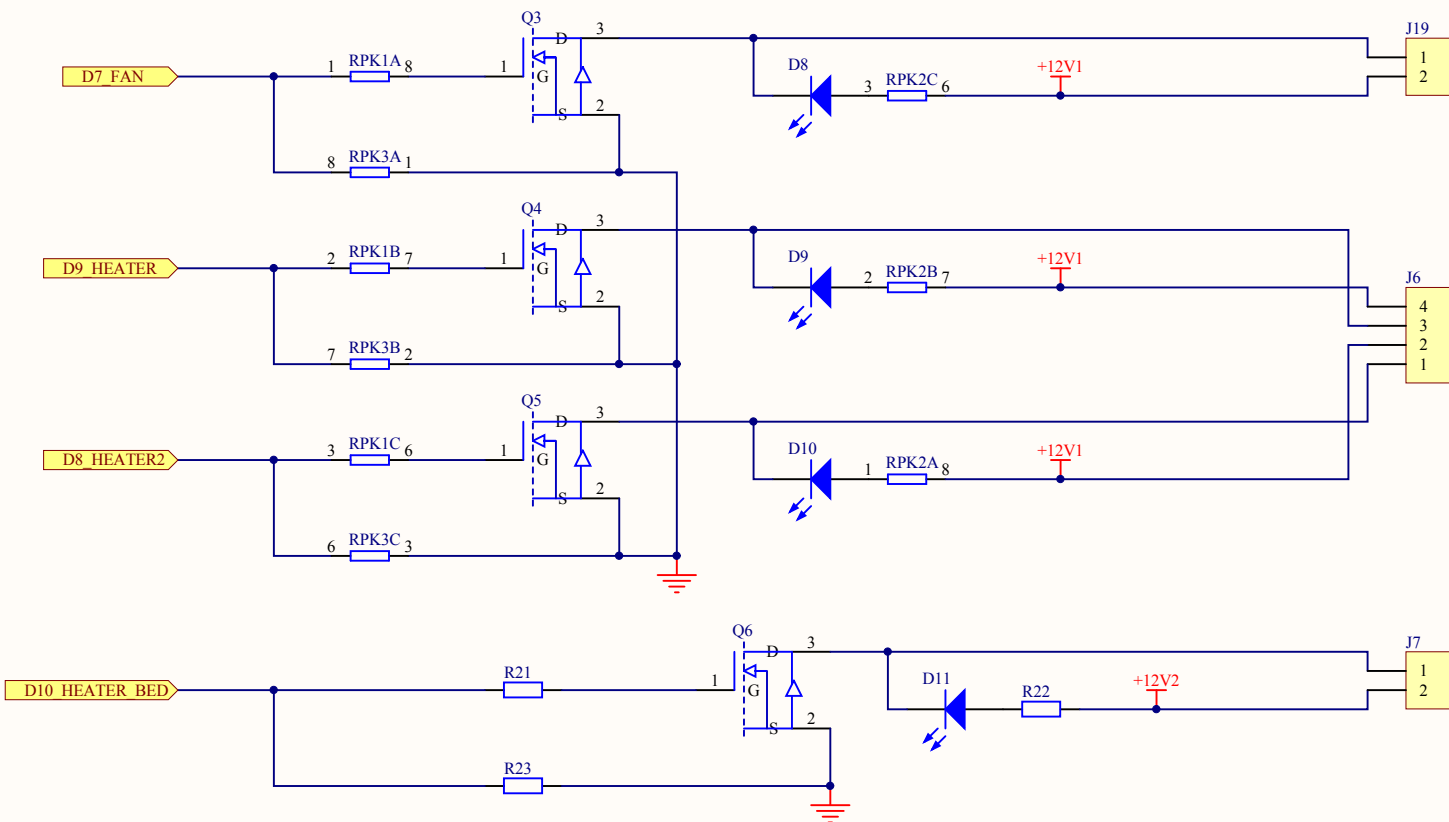 Q3
J19
D7_FAN
1 RPK1A 8
1
D
G
S
3
2
D8
3 RPK2C 6
+12V1
1
2
8 RPK3A 1
Q4
D9_HEATER
2 RPK1B 7
1
D
G
S
3
2
D9
2 RPK2B 7
+12V1
J6
4
3
2
1
7 RPK3B 2
Q5
D8_HEATER2
3 RPK1C 6
1
D
G
S
3
2
D10
1 RPK2A 8
+12V1
6 RPK3C 3
Q6
D10_HEATER_BED
R21
1
D
G
S
3
2
D11
R22
+12V2
J7
1
2
R23